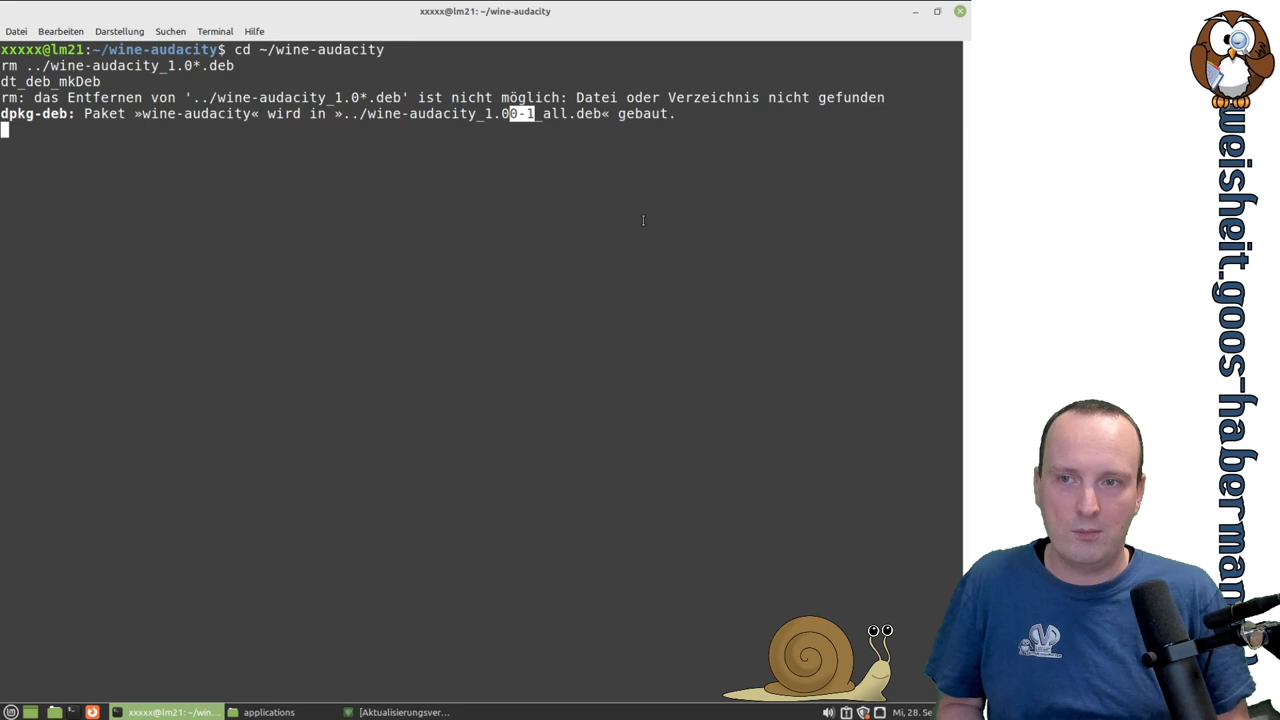 xxxxx@lm21: ~/wine-audacity
Datei Bearbeiten Darstellung Suchen Terminal Hilfe
xxxxx@lm21:~/wine-audacity$ cd ~/wine-audacity
rm ../wine-audacity_1.0*.deb
dt_deb_mkDeb
rm: das Entfernen von '../wine-audacity_1.0*.deb' ist nicht möglich: Datei oder Verzeichnis nicht gefunden
dpkg-deb: Paket »wine-audacity« wird in »../wine-audacity_1.00-1_all.deb« gebaut.
weisheit.goos-haberman
xxxxx@lm21: ~/win...
applications
[Aktualisierungsver...
Mi, 28. Se